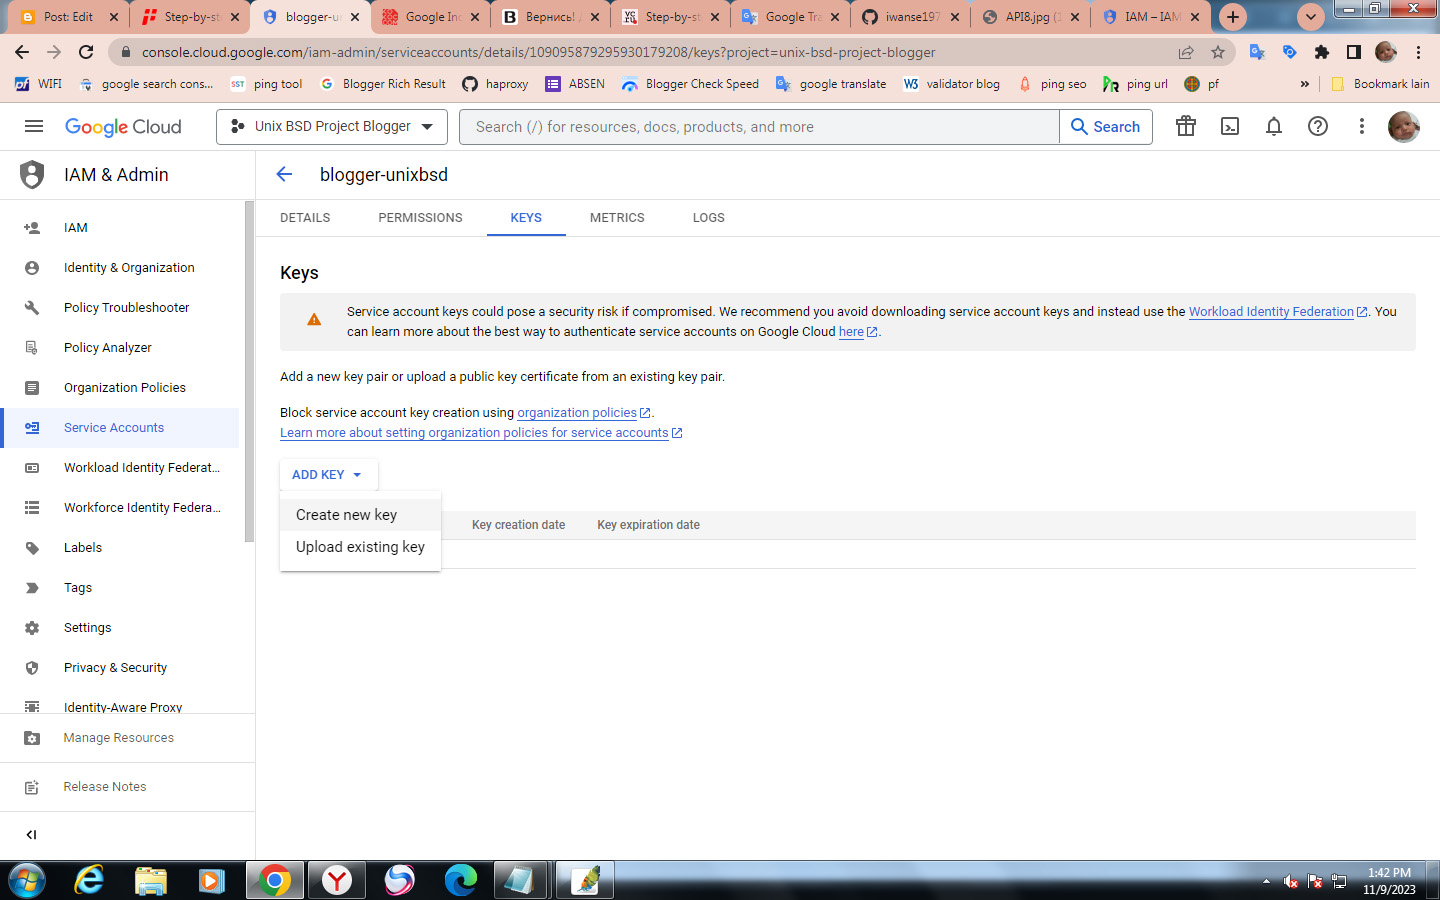 Post: Edit
Step-by-st
blogger-u
Google Ind
Вернись! Д
Step-by-st
Google Tra
iwanse197
API8.jpg (1
IAM – IAM
console.cloud.google.com/iam-admin/serviceaccounts/details/109095879295930179208/keys?project=unix-bsd-project-blogger
WIFI
google search cons...
ping tool
Blogger Rich Result
haproxy
ABSEN
Blogger Check Speed
google translate
validator blog
ping seo
ping url
pf
»
Bookmark lain
Google Cloud
Unix BSD Project Blogger
Search (/) for resources, docs, products, and more
Search
IAM & Admin
blogger-unixbsd
DETAILS
PERMISSIONS
KEYS
METRICS
LOGS
IAM
Identity & Organization
Policy Troubleshooter
Policy Analyzer
Organization Policies
Service Accounts
Workload Identity Federat...
Workforce Identity Federa...
Labels
Tags
Settings
Privacy & Security
Identity-Aware Proxy
Manage Resources
Release Notes
Keys
Service account keys could pose a security risk if compromised. We recommend you avoid downloading service account keys and instead use the Workload Identity Federation. You
can learn more about the best way to authenticate service accounts on Google Cloud here.
Add a new key pair or upload a public key certificate from an existing key pair.
Block service account key creation using organization policies.
Learn more about setting organization policies for service accounts
ADD KEY
Create new key
Upload existing key
Key creation date
Key expiration date
1:42 PM
11/9/2023